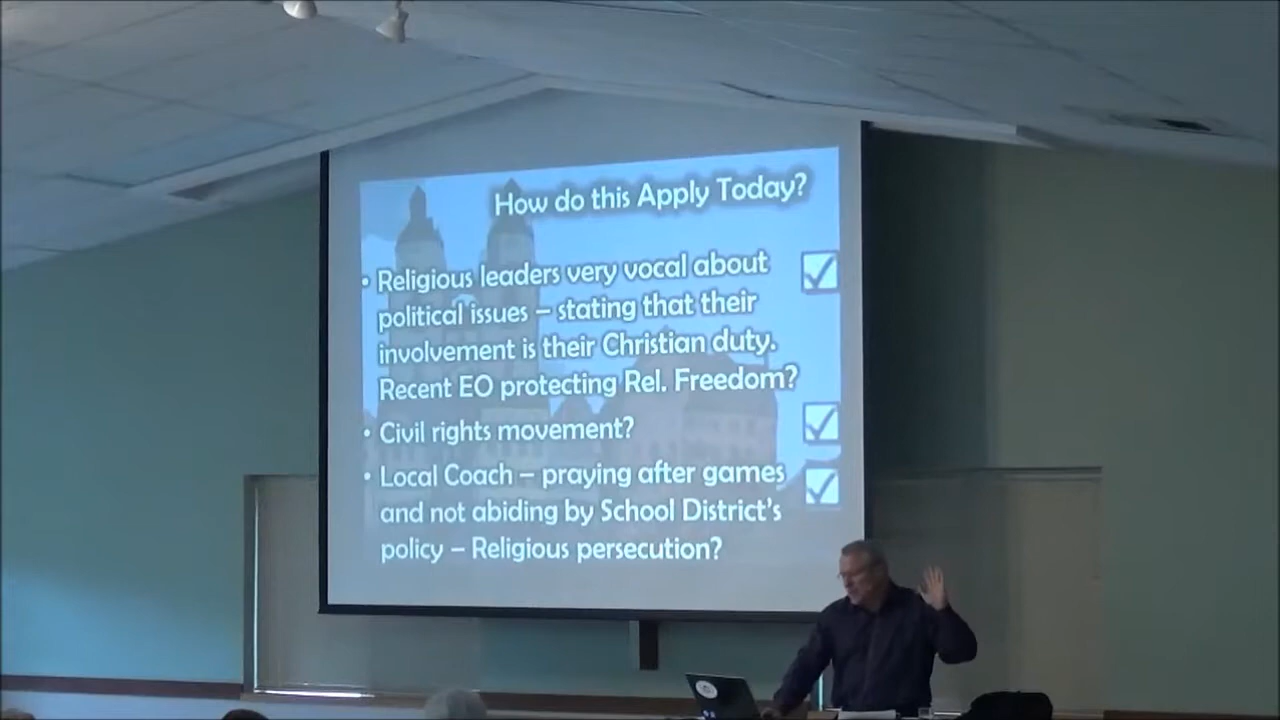 How do this Apply Today?
• Religious leaders very vocal about
political issues – stating that their
involvement is their Christian duty.
Recent EO protecting Rel. Freedom?
• Civil rights movement?
• Local Coach – praying after games
and not abiding by School District's
policy – Religious persecution?